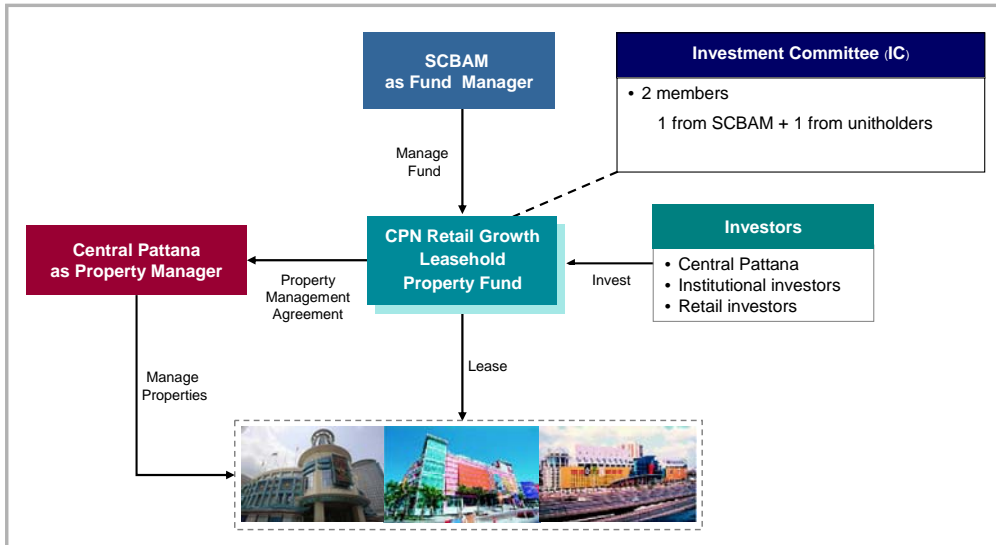 SCBAM
as Fund Manager
Investment Committee (IC)
• 2 members
1 from SCBAM + 1 from unitholders
Manage
Fund
Central Pattana
as Property Manager
CPN Retail Growth
Leasehold
Property Fund
Investors
• Central Pattana
• Institutional investors
• Retail investors
Property
Management
Agreement
Invest
Lease
Manage
Properties